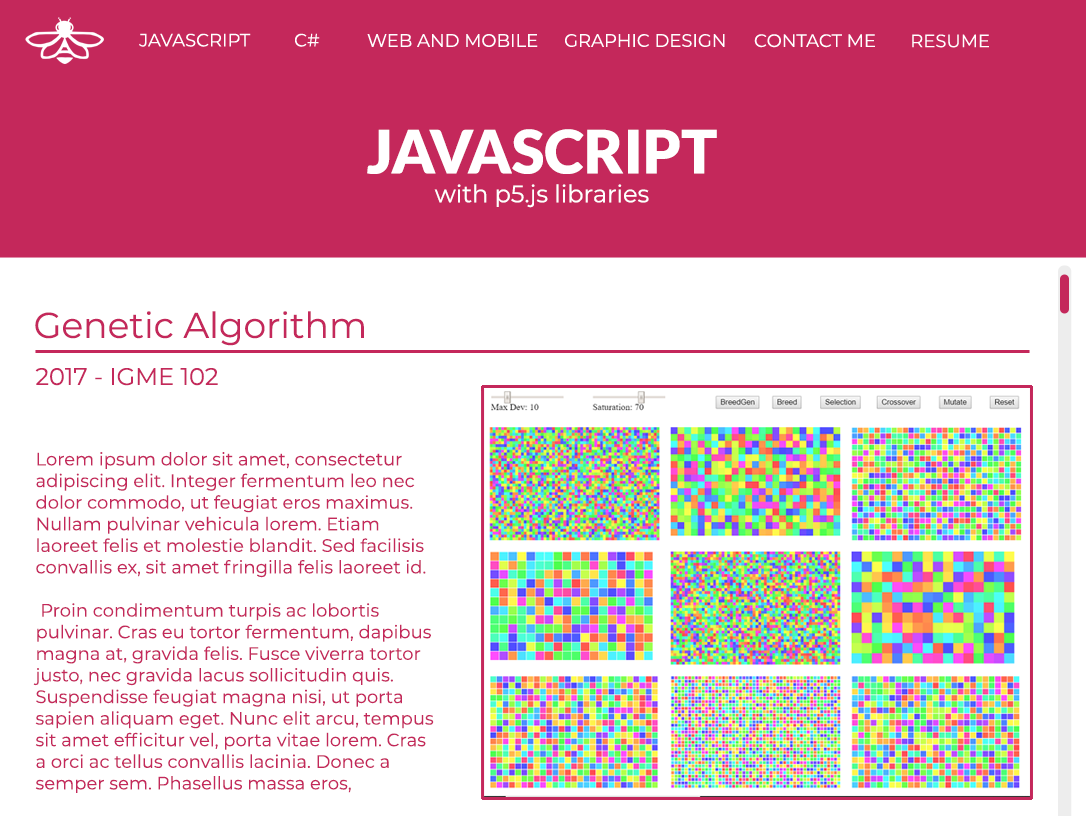 JAVASCRIPT C# WEB AND MOBILE GRAPHIC DESIGN CONTACT ME RESUME
JAVASCRIPT
with p5.js libraries
Genetic Algorithm
2017 - IGME 102
Lorem ipsum dolor sit amet, consectetur
adipiscing elit. Integer fermentum leo nec
dolor commodo, ut feugiat eros maximus.
Nullam pulvinar vehicula lorem. Etiam
laoreet felis et molestie blandit. Sed facilisis
convallis ex, sit amet fringilla felis laoreet id.
Proin condimentum turpis ac lobortis
pulvinar. Cras eu tortor fermentum, dapibus
magna at, gravida felis. Fusce viverra tortor
justo, nec gravida lacus sollicitudin quis.
Suspendisse feugiat magna nisi, ut porta
sapien aliquam eget. Nunc elit arcu, tempus
sit amet efficitur vel, porta vitae lorem. Cras
a orci ac tellus convallis lacinia. Donec a
semper sem. Phasellus massa eros,
Max Dev: 10 Saturation: 70 BreedGen Breed Selection Crossover Mutate Reset